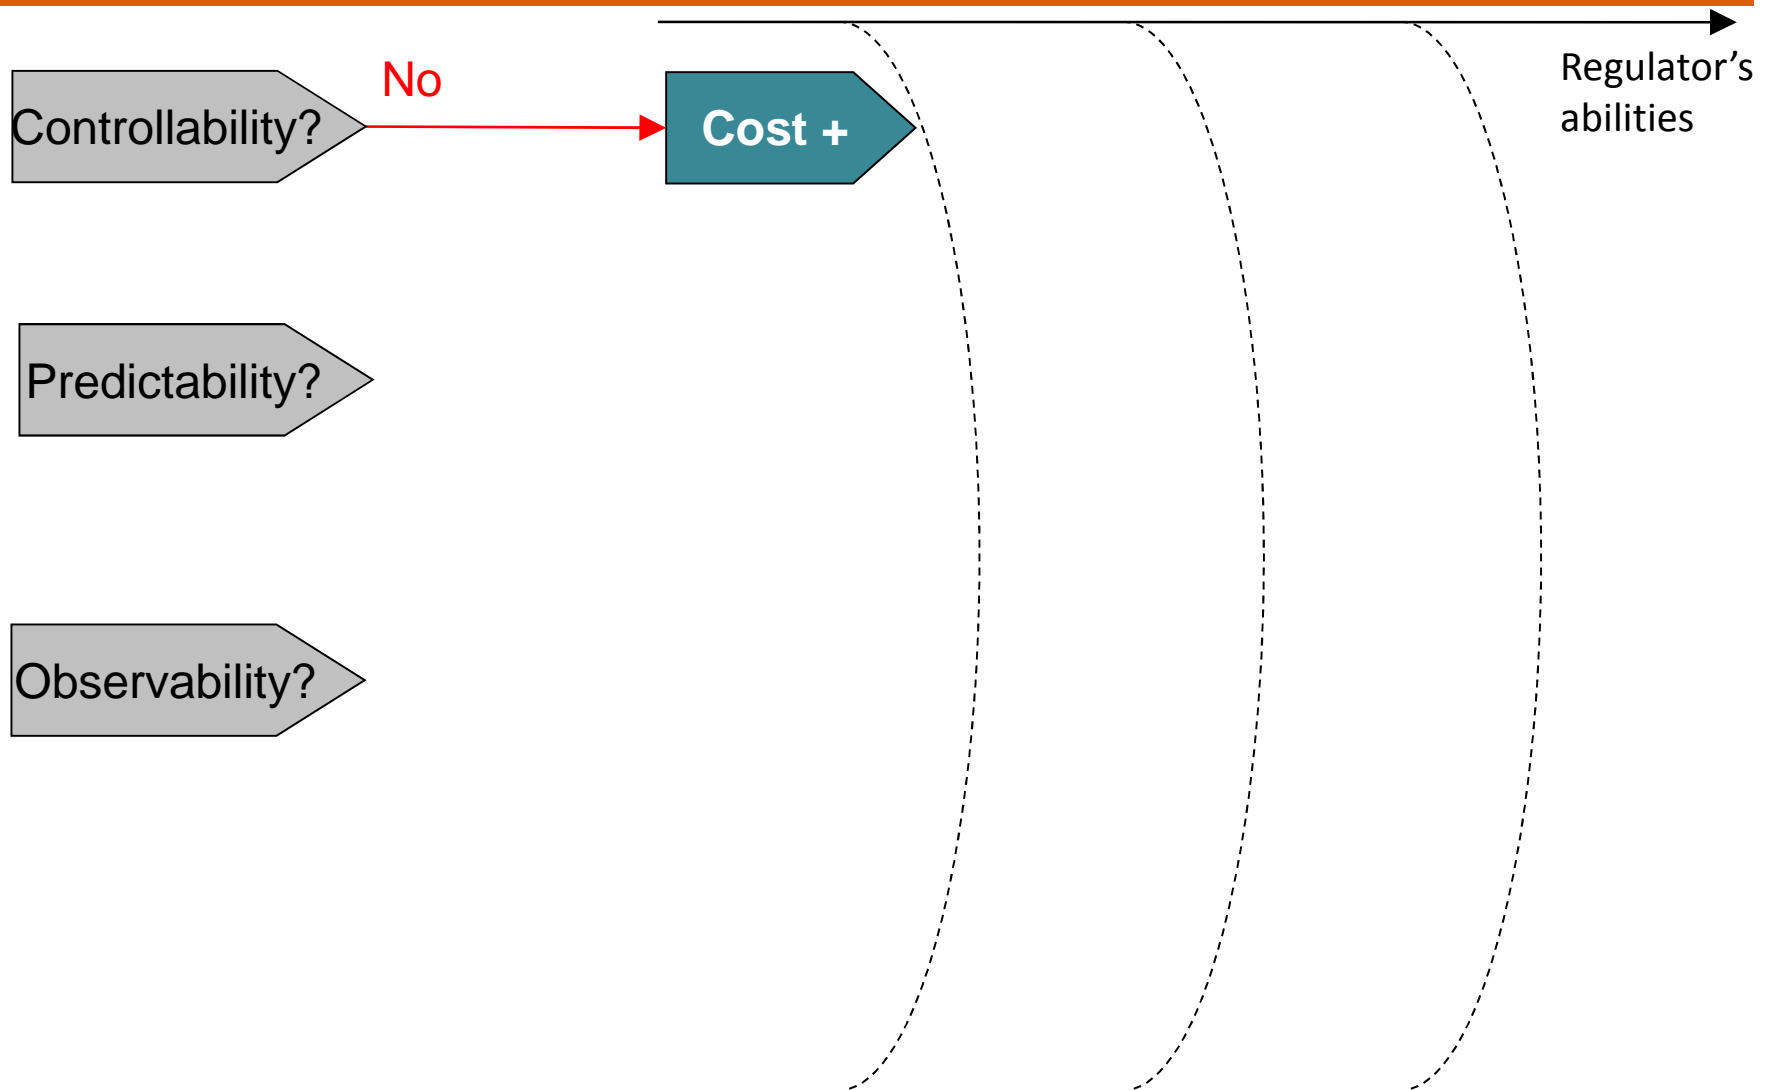 Regulator’s
abilities
No
Controllability?
Cost +
Predictability?
Observability?